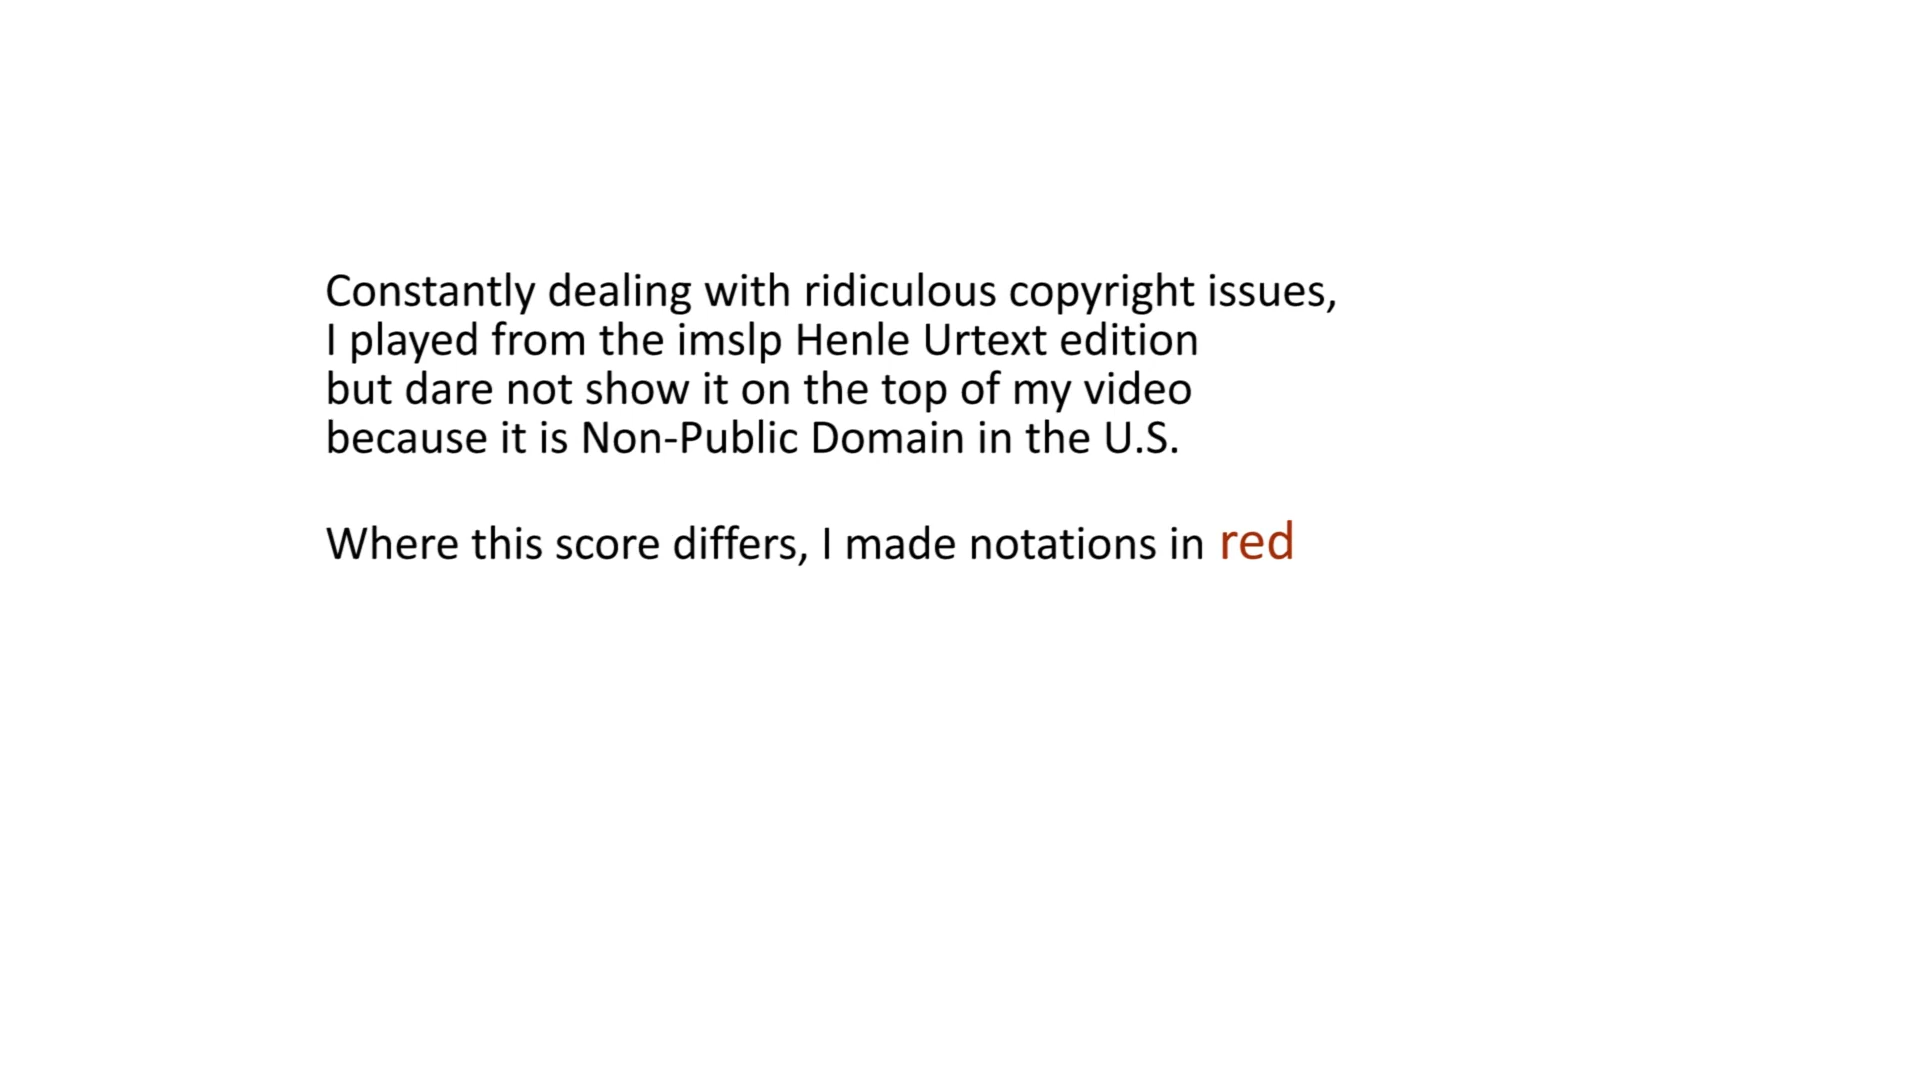 Constantly dealing with ridiculous copyright issues,
I played from the imslp Henle Urtext edition
but dare not show it on the top of my video
because it is Non-Public Domain in the U.S.
Where this score differs, I made notations in red